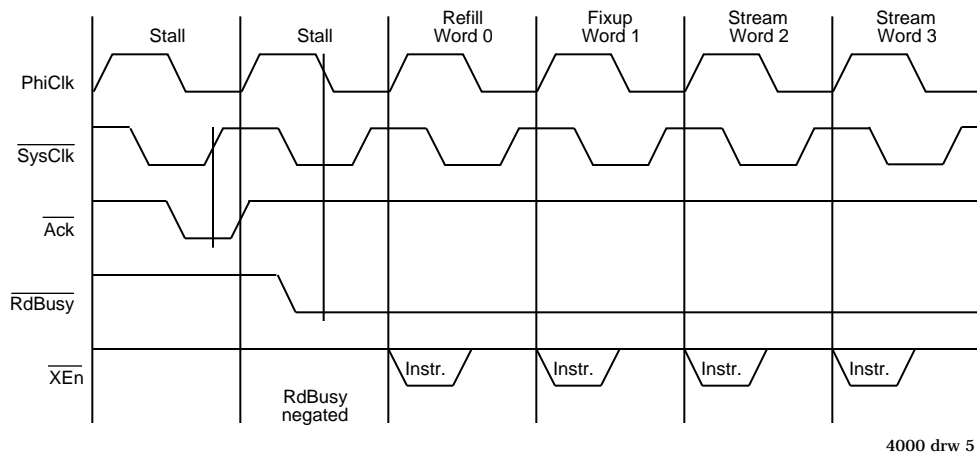 Stall
Stall
Refill
Word 0
Fixup
Word 1
Stream
Word 2
Stream
Word 3
PhiClk
SysClk
Ack
RdBusy
XEn
Instr.
Instr.
Instr.
Instr.
RdBusy
negated
4000 drw 5